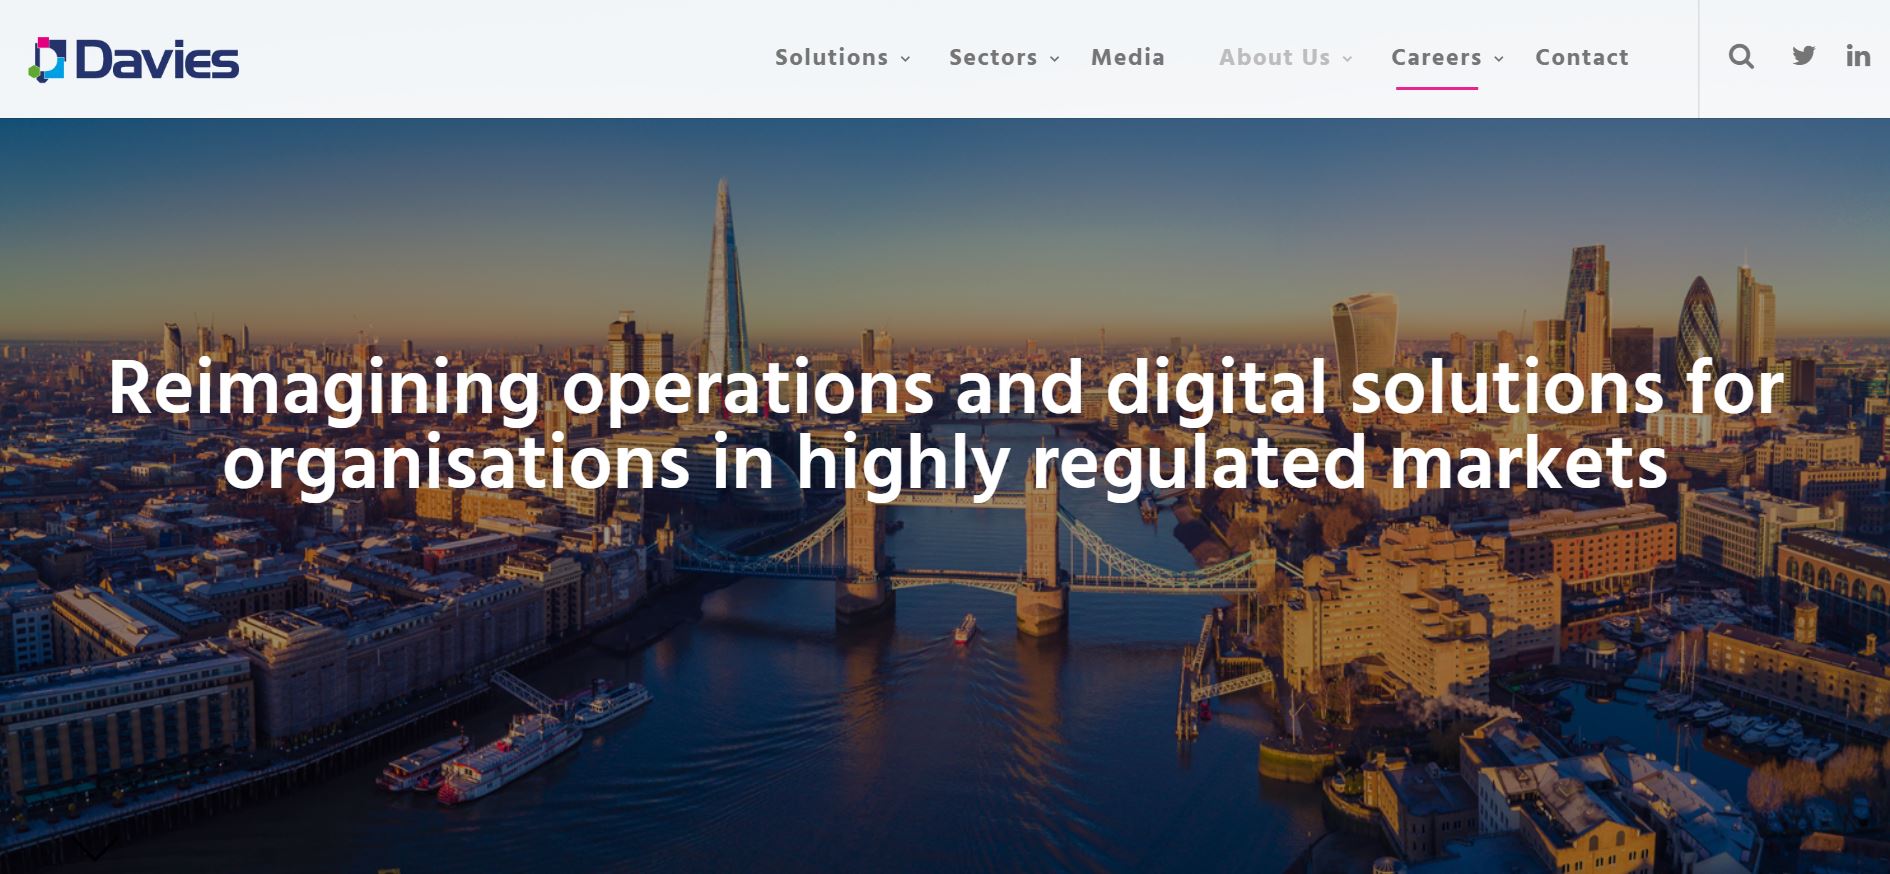 Davies
Solutions Sectors Media About Us Careers Contact
Reimagining operations and digital solutions for
organisations in highly regulated markets